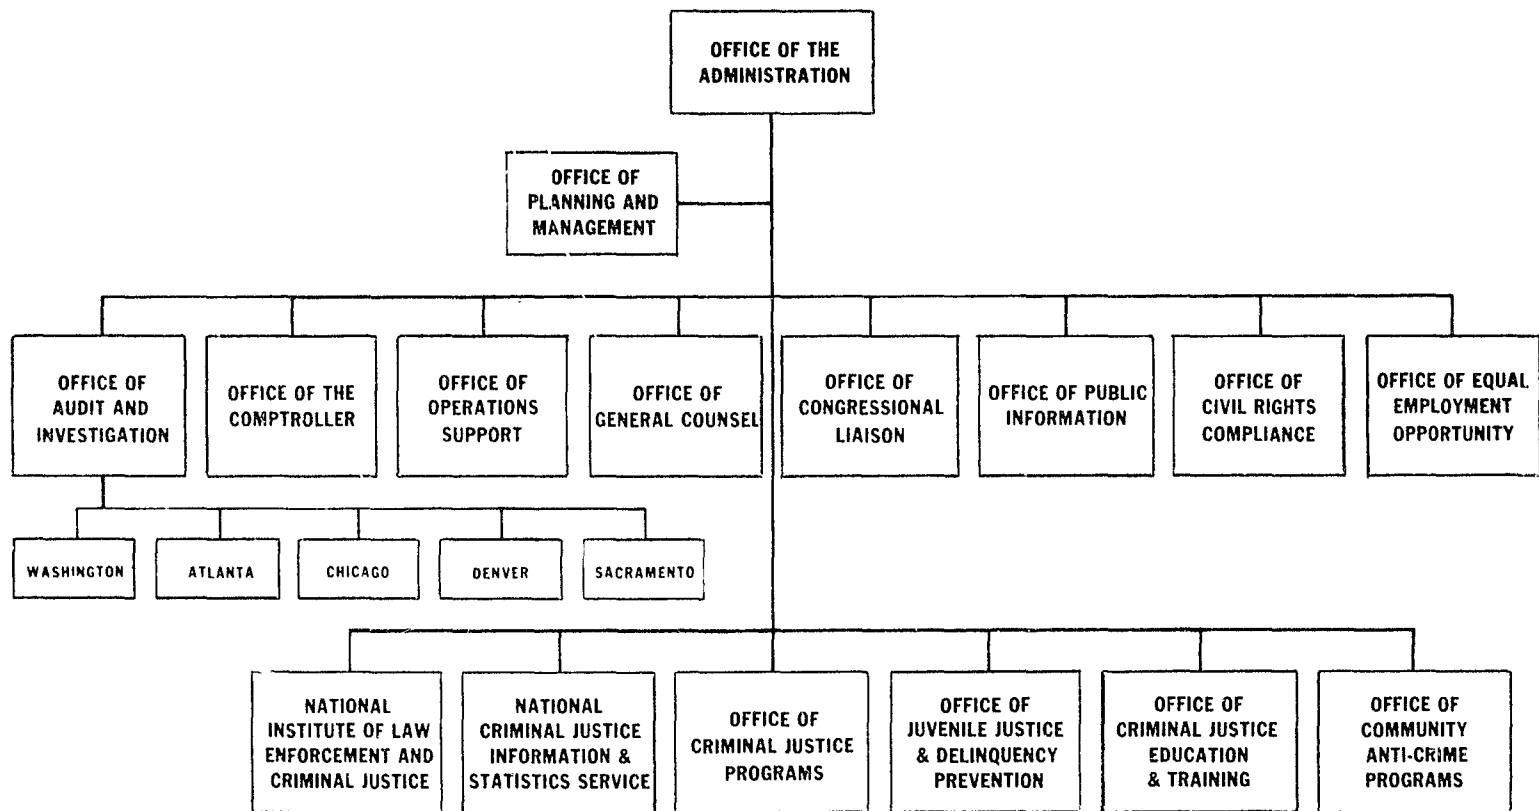 OFFICE OF THE
ADMINISTRATION
OFFICE OF
PLANNING AND
MANAGEMENT
OFFICE OF
AUDIT AND
INVESTIGATION
OFFICE OF THE
COMPTROLLER
OFFICE OF
OPERATIONS
SUPPORT
OFFICE OF
GENERAL COUNSEL
OFFICE OF
CONGRESSIONAL
LIAISON
OFFICE OF PUBLIC
INFORMATION
OFFICE OF
CIVIL RIGHTS
COMPLIANCE
OFFICE OF EQUAL
EMPLOYMENT
OPPORTUNITY
WASHINGTON
ATLANTA
CHICAGO
DENVER
SACRAMENTO
NATIONAL
INSTITUTE OF LAW
ENFORCEMENT AND
CRIMINAL JUSTICE
NATIONAL
CRIMINAL JUSTICE
INFORMATION &
STATISTICS SERVICE
OFFICE OF
CRIMINAL JUSTICE
PROGRAMS
OFFICE OF
JUVENILE JUSTICE
& DELINQUENCY
PREVENTION
OFFICE OF
CRIMINAL JUSTICE
EDUCATION
& TRAINING
OFFICE OF
COMMUNITY
ANTI-CRIME
PROGRAMS